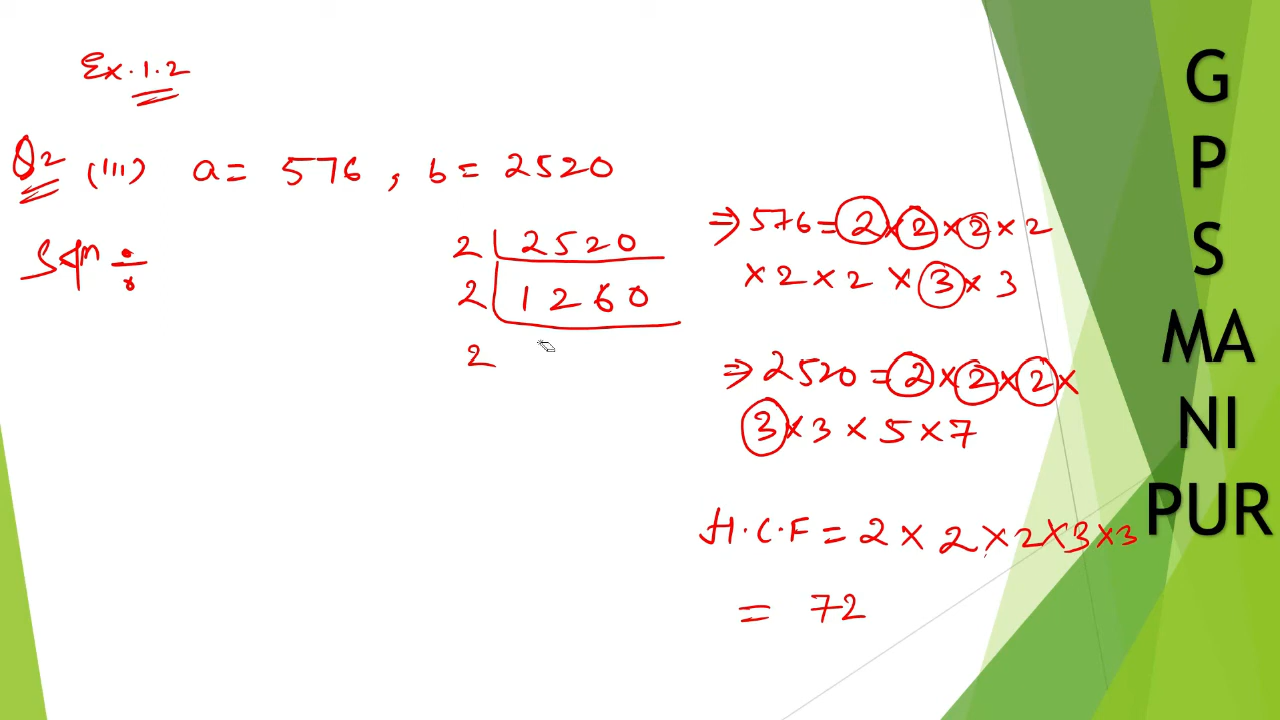 Ex.1.2
Q2 (iii) a = 576 , b = 2520
Soln :
2 | 2520
2 | 1260
2
⇒ 576 = 2 × 2 × 2 × 2
× 2 × 2 × 3 × 3
⇒ 2520 = 2 × 2 × 2 ×
3 × 3 × 5 × 7
H.C.F = 2 × 2 × 2 × 3 × 3
= 72
G
P
S
MA
NI
PUR